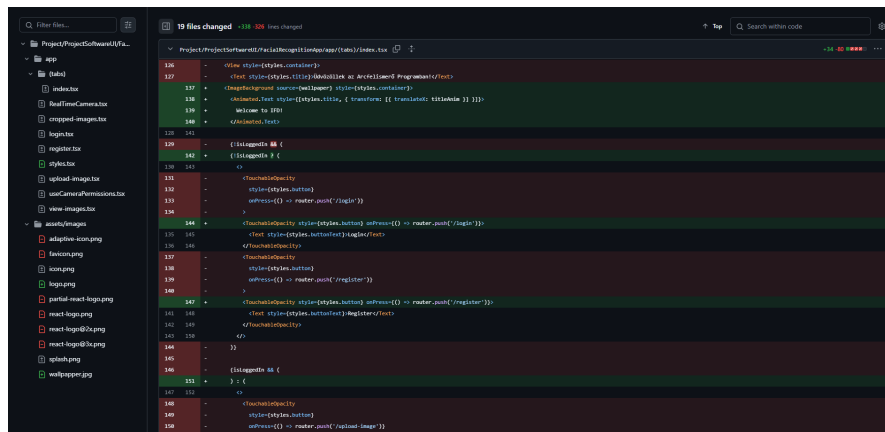 Filter files...
19 files changed +338 -326 lines changed
Top
Search within code
Project/ProjectSoftwareUI/Fa...
app
(tabs)
index.tsx
RealTimeCamera.tsx
cropped-images.tsx
login.tsx
register.tsx
styles.tsx
upload-image.tsx
useCameraPermissions.tsx
view-images.tsx
assets/images
adaptive-icon.png
favicon.png
icon.png
logo.png
partial-react-logo.png
react-logo.png
react-logo@2x.png
react-logo@3x.png
splash.png
wallpapper.jpg
Project/ProjectSoftwareUI/FacialRecognitionApp/app/(tabs)/index.tsx
+34 -80
126 - <View style={styles.container}>
127 - <Text style={styles.title}>Üdvözöllek az Arcfelismerő Programban!</Text>
137 + <ImageBackground source={wallpaper} style={styles.container}>
138 + <Animated.Text style={[styles.title, { transform: [{ translateX: titleAnim }] }]}>
139 + Welcome to IFD!
140 + </Animated.Text>
128 141
129 - {!isLoggedIn && (
142 + {!isLoggedIn ? (
130 143 <>
131 - <TouchableOpacity
132 - style={styles.button}
133 - onPress={() => router.push('/login')}
134 - >
144 + <TouchableOpacity style={styles.button} onPress={() => router.push('/login')}>
135 145 <Text style={styles.buttonText}>Login</Text>
136 146 </TouchableOpacity>
137 - <TouchableOpacity
138 - style={styles.button}
139 - onPress={() => router.push('/register')}
140 - >
147 + <TouchableOpacity style={styles.button} onPress={() => router.push('/register')}>
141 148 <Text style={styles.buttonText}>Register</Text>
142 149 </TouchableOpacity>
143 150 </>
144 - )}
145 -
146 - {isLoggedIn && (
151 + ) : (
147 152 <>
148 - <TouchableOpacity
149 - style={styles.button}
150 - onPress={() => router.push('/upload-image')}